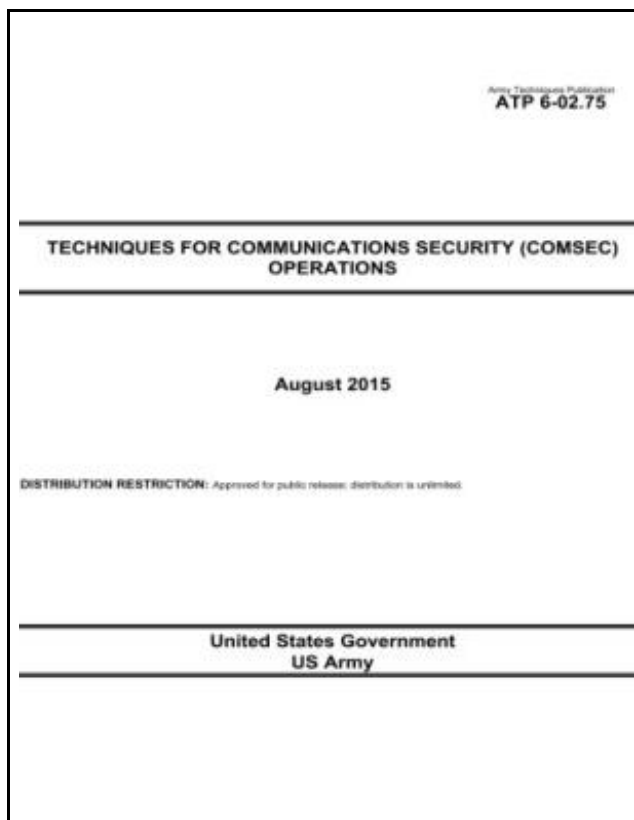 Army Techniques Publication
ATP 6-02.75
TECHNIQUES FOR COMMUNICATIONS SECURITY (COMSEC)
OPERATIONS
August 2015
DISTRIBUTION RESTRICTION: Approved for public release; distribution is unlimited.
United States Government
US Army